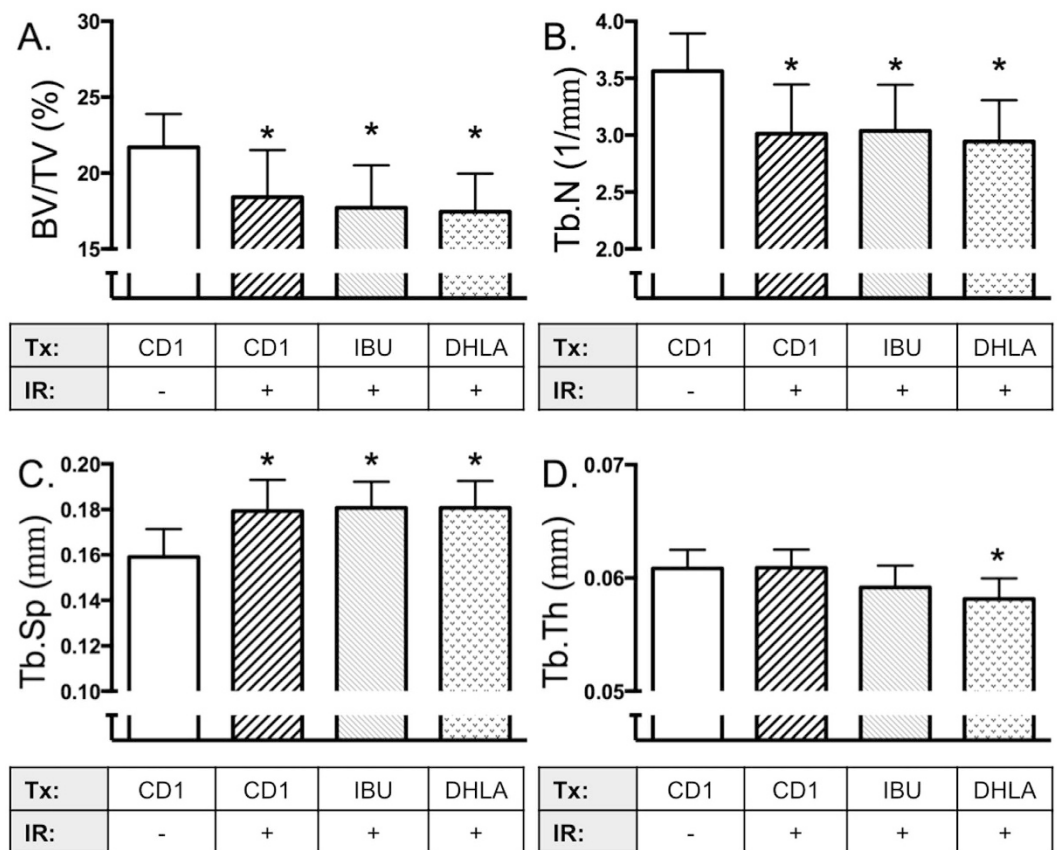 A.
BV/TV (%)
30
25
20
15
* * *
Tx: CD1 CD1 IBU DHLA
IR: - + + +
B.
Tb.N (1/mm)
4.0
3.5
3.0
2.5
2.0
* * *
Tx: CD1 CD1 IBU DHLA
IR: - + + +
C.
Tb.Sp (mm)
0.20
0.18
0.16
0.14
0.12
0.10
* * *
Tx: CD1 CD1 IBU DHLA
IR: - + + +
D.
Tb.Th (mm)
0.07
0.06
0.05
*
Tx: CD1 CD1 IBU DHLA
IR: - + + +